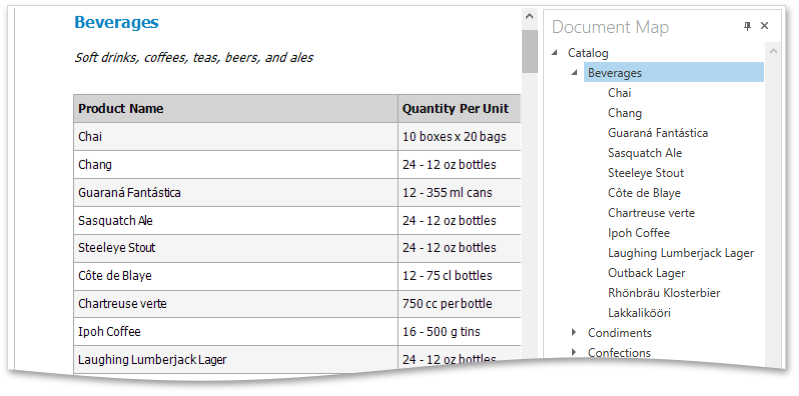 Beverages
Soft drinks, coffees, teas, beers, and ales
Product Name Quantity Per Unit
Chai 10 boxes x 20 bags
Chang 24 - 12 oz bottles
Guaraná Fantástica 12 - 355 ml cans
Sasquatch Ale 24 - 12 oz bottles
Steeleye Stout 24 - 12 oz bottles
Côte de Blaye 12 - 75 cl bottles
Chartreuse verte 750 cc per bottle
Ipoh Coffee 16 - 500 g tins
Laughing Lumberjack Lager 24 - 12 oz bottles
Document Map
Catalog
Beverages
Chai
Chang
Guaraná Fantástica
Sasquatch Ale
Steeleye Stout
Côte de Blaye
Chartreuse verte
Ipoh Coffee
Laughing Lumberjack Lager
Outback Lager
Rhönbräu Klosterbier
Lakkalikööri
Condiments
Confections